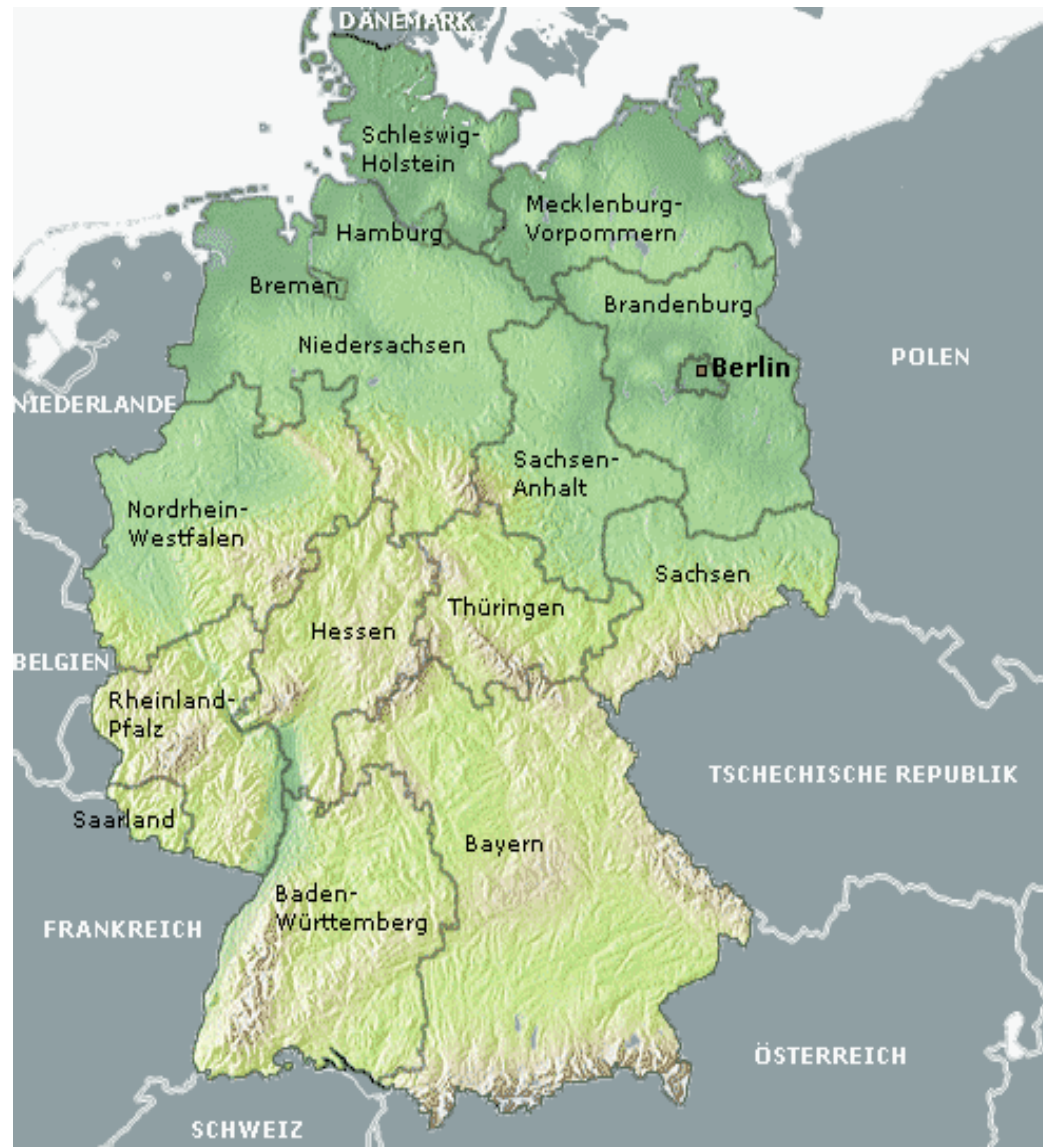 DÄNEMARK
Schleswig-
Holstein
Mecklenburg-
Vorpommern
Hamburg
Bremen
Brandenburg
Niedersachsen
POLEN
Berlin
NIEDERLANDE
Sachsen-
Anhalt
Nordrhein-
Westfalen
Sachsen
Thüringen
Hessen
BELGIEN
Rheinland-
Pfalz
TSCHECHISCHE REPUBLIK
Saarland
Bayern
Baden-
Württemberg
FRANKREICH
ÖSTERREICH
SCHWEIZ